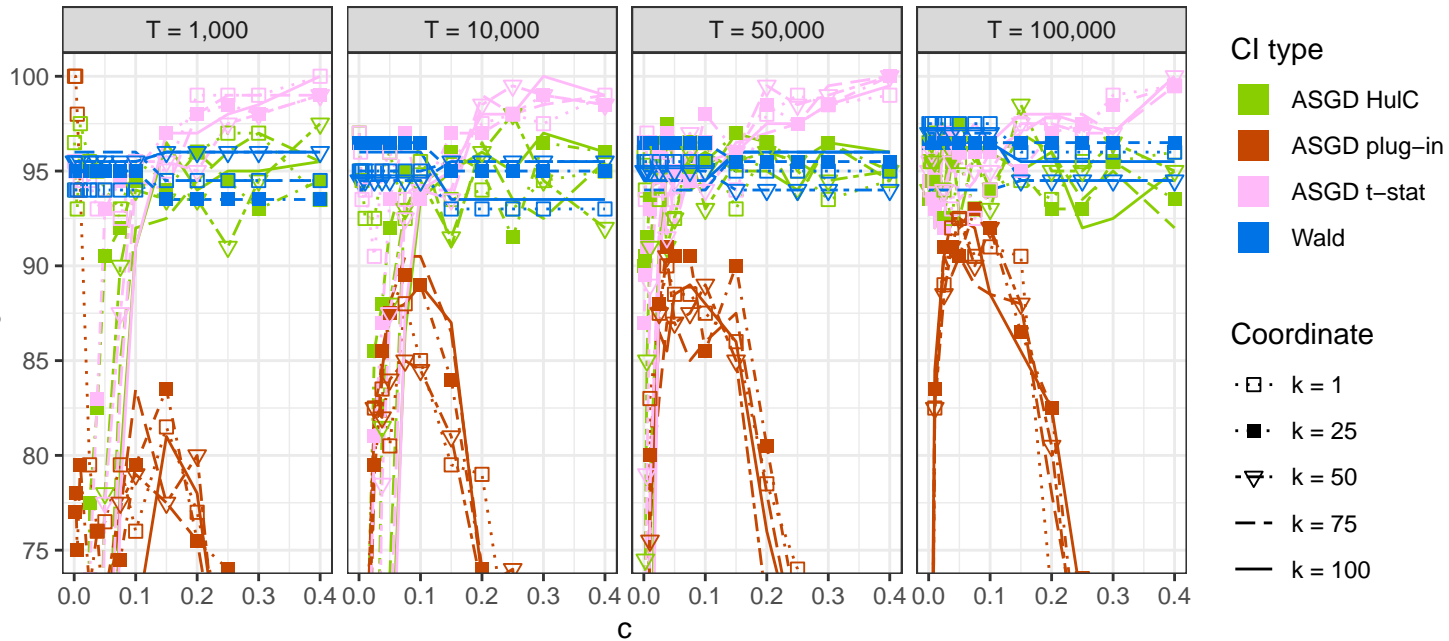 T = 1,000
T = 10,000
T = 50,000
T = 100,000
100
95
90
85
80
75
0.0 0.1 0.2 0.3 0.4
0.0 0.1 0.2 0.3 0.4
0.0 0.1 0.2 0.3 0.4
0.0 0.1 0.2 0.3 0.4
c
CI type
ASGD HulC
ASGD plug−in
ASGD t−stat
Wald
Coordinate
k = 1
k = 25
k = 50
k = 75
k = 100